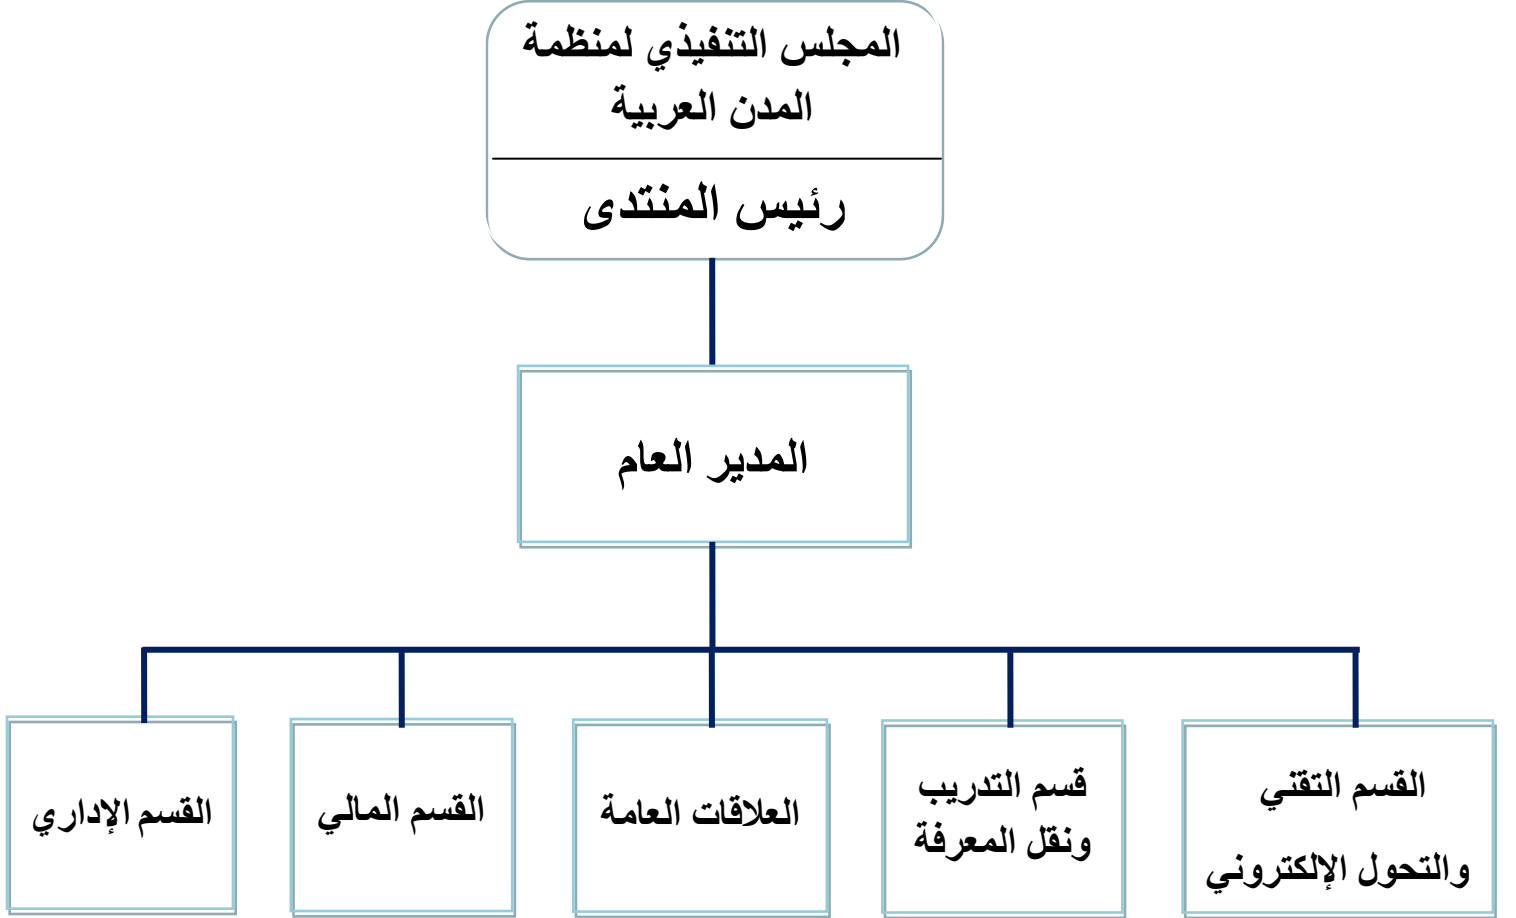 المجلس التنفيذي لمنظمة
المدن العربية
رئيس المنتدى
المدير العام
القسم التقني
والتحول الإلكتروني
قسم التدريب
ونقل المعرفة
العلاقات العامة
القسم المالي
القسم الإداري